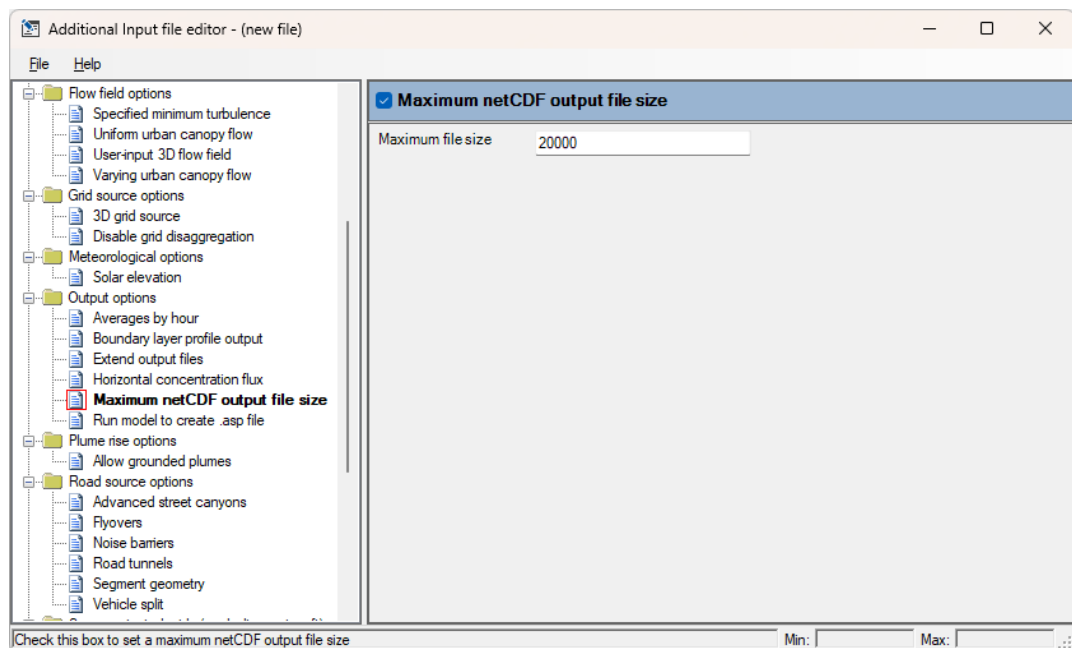 Additional Input file editor - (new file)
File Help
Flow field options
Specified minimum turbulence
Uniform urban canopy flow
User-input 3D flow field
Varying urban canopy flow
Grid source options
3D grid source
Disable grid disaggregation
Meteorological options
Solar elevation
Output options
Averages by hour
Boundary layer profile output
Extend output files
Horizontal concentration flux
Maximum netCDF output file size
Run model to create .asp file
Plume rise options
Allow grounded plumes
Road source options
Advanced street canyons
Flyovers
Noise barriers
Road tunnels
Segment geometry
Vehicle split
Maximum netCDF output file size
Maximum file size 20000
Check this box to set a maximum netCDF output file size Min: Max: